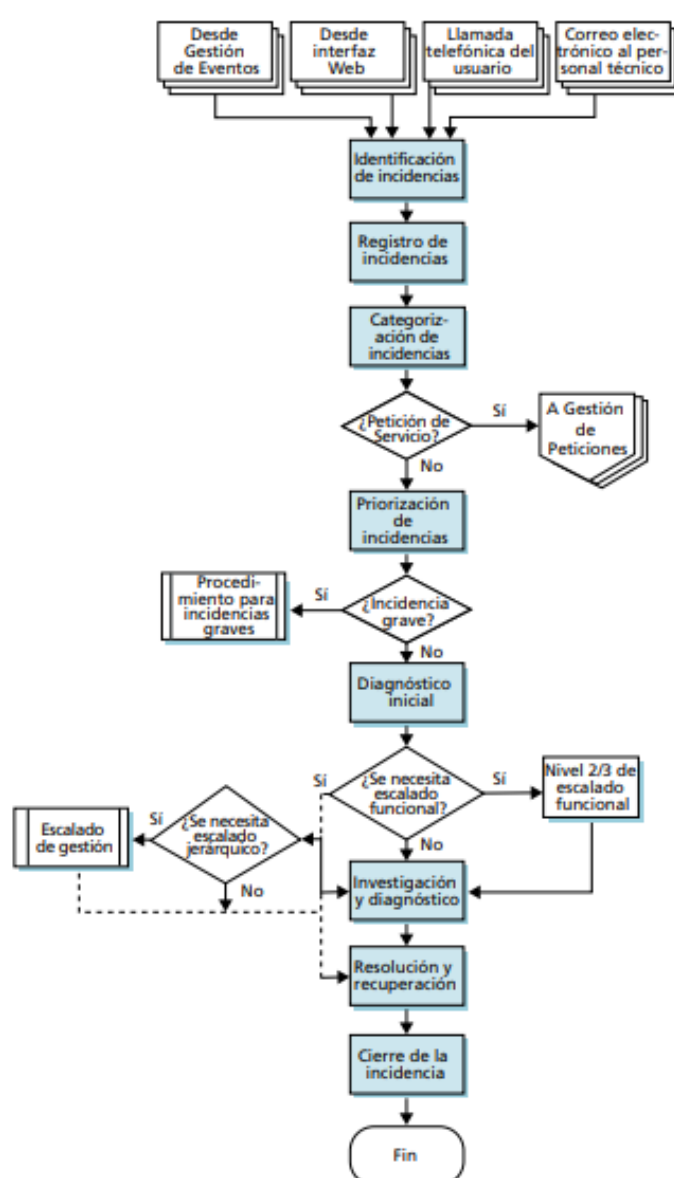 Desde
Gestión
de Eventos
Desde
interfaz
Web
Llamada
telefónica del
usuario
Correo elec-
trónico al per-
sonal técnico
Identificación
de incidencias
Registro de
incidencias
Categoriz-
ación de
incidencias
¿Petición de
Servicio?
Sí
A Gestión
de
Peticiones
No
Priorización
de
incidencias
Procedi-
miento para
incidencias
graves
Sí
¿Incidencia
grave?
No
Diagnóstico
inicial
Sí
¿Se necesita
escalado
funcional?
Sí
Nivel 2/3 de
escalado
funcional
Escalado
de gestión
Sí
¿Se necesita
escalado
jerárquico?
No
No
Investigación
y diagnóstico
Resolución y
recuperación
Cierre de la
incidencia
Fin